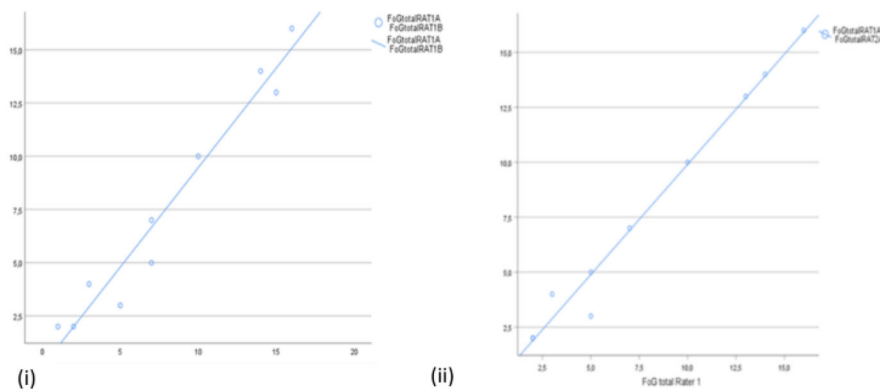 15,0
12,5
10,0
7,5
5,0
2,5
0 5 10 15 20
FoGtotalRAT1A
FoGtotalRAT1B
FoGtotalRAT1A
FoGtotalRAT1B
(i)
15,0
12,5
10,0
7,5
5,0
2,5
2,5 5,0 7,5 10,0 12,5 15,0
FoG total Rater 1
FoGtotalRAT1A
(ii)